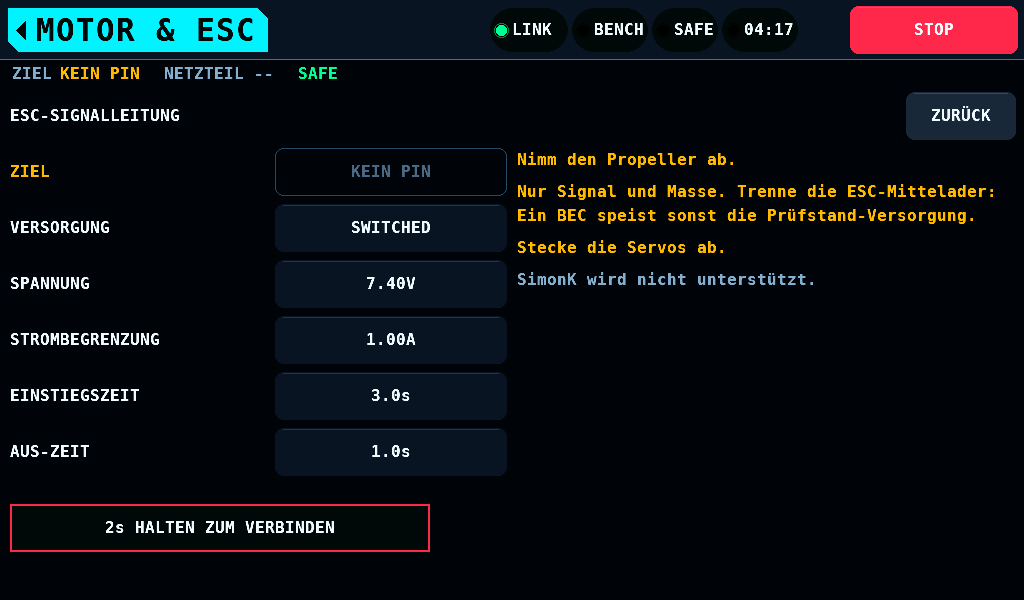 MOTOR & ESC
LINK BENCH SAFE 04:17
STOP
ZIEL KEIN PIN NETZTEIL -- SAFE
ESC-SIGNALLEITUNG
ZURÜCK
ZIEL KEIN PIN
VERSORGUNG SWITCHED
SPANNUNG 7.40V
STROMBEGRENZUNG 1.00A
EINSTIEGSZEIT 3.0s
AUS-ZEIT 1.0s
Nimm den Propeller ab.
Nur Signal und Masse. Trenne die ESC-Mittelader:
Ein BEC speist sonst die Prüfstand-Versorgung.
Stecke die Servos ab.
SimonK wird nicht unterstützt.
2s HALTEN ZUM VERBINDEN